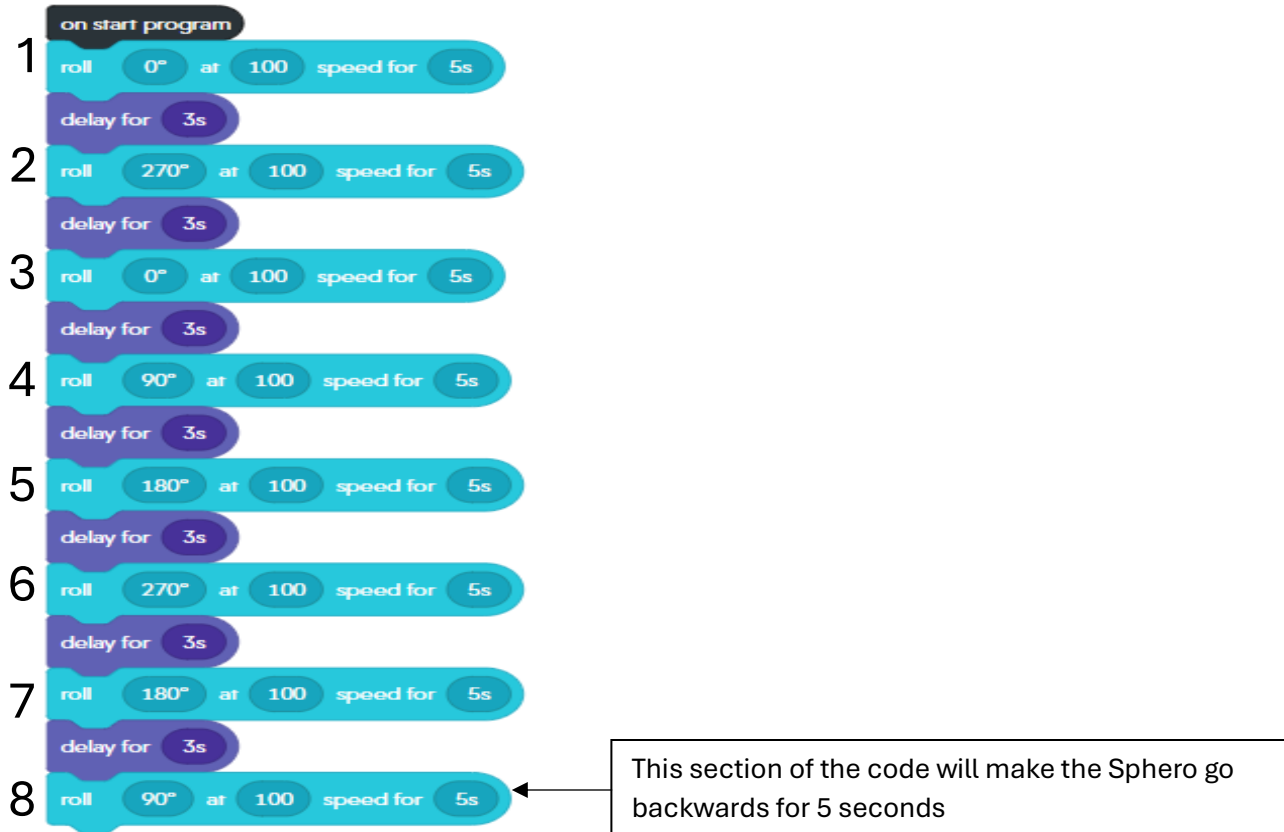 on start program
1 roll 0° at 100 speed for 5s
delay for 3s
2 roll 270° at 100 speed for 5s
delay for 3s
3 roll 0° at 100 speed for 5s
delay for 3s
4 roll 90° at 100 speed for 5s
delay for 3s
5 roll 180° at 100 speed for 5s
delay for 3s
6 roll 270° at 100 speed for 5s
delay for 3s
7 roll 180° at 100 speed for 5s
delay for 3s
8 roll 90° at 100 speed for 5s
This section of the code will make the Sphero go
backwards for 5 seconds